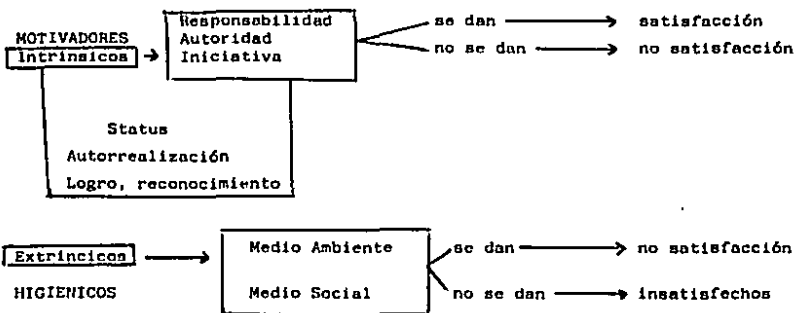 Responsabilidad se dan satisfacción
MOTIVADORES Autoridad
Intrinsicos Iniciativa no se dan no satisfacción
Status
Autorrealización
Logro, reconocimiento
Extrincicos Medio Ambiente se dan no satisfacción
HIGIENICOS Medio Social no se dan insatisfechos